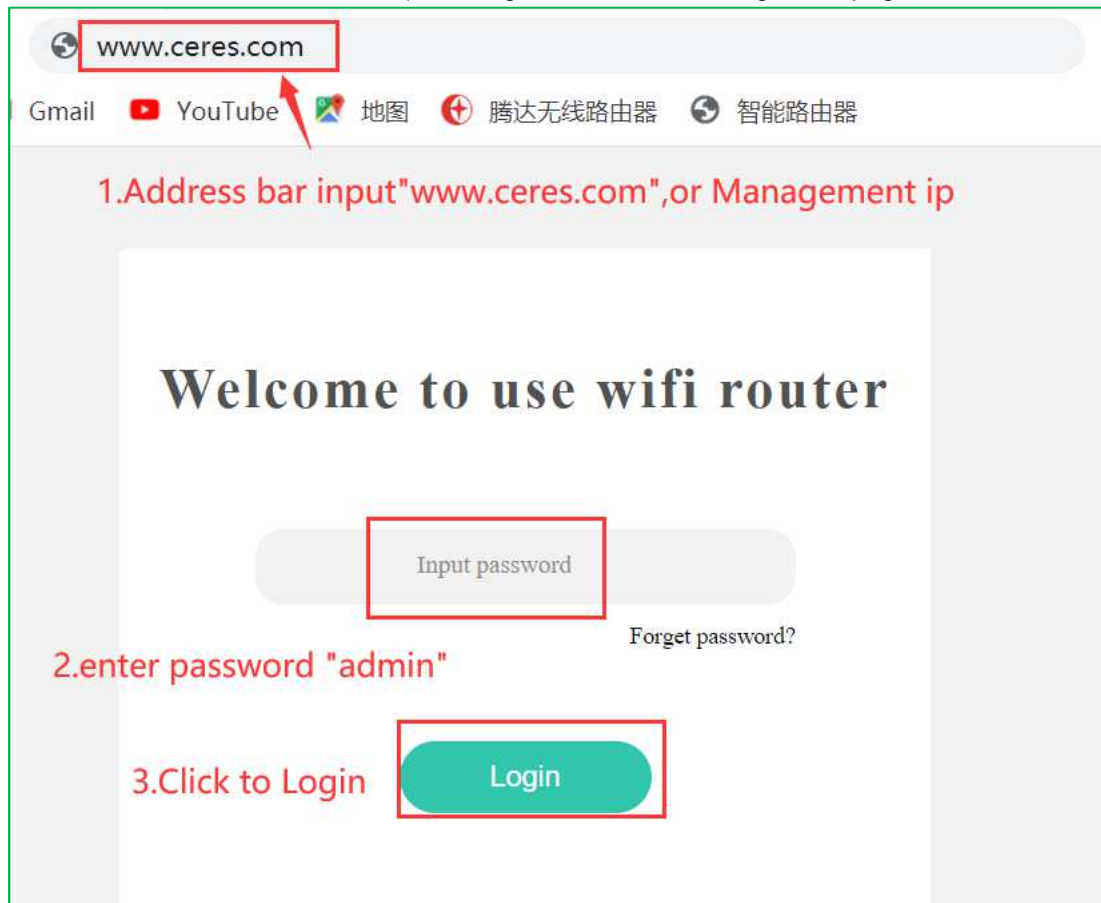 www.ceres.com
Gmail YouTube 地图 腾达无线路由器 智能路由器
1.Address bar input"www.ceres.com",or Management ip
Welcome to use wifi router
Input password
Forget password?
2.enter password "admin"
3.Click to Login Login